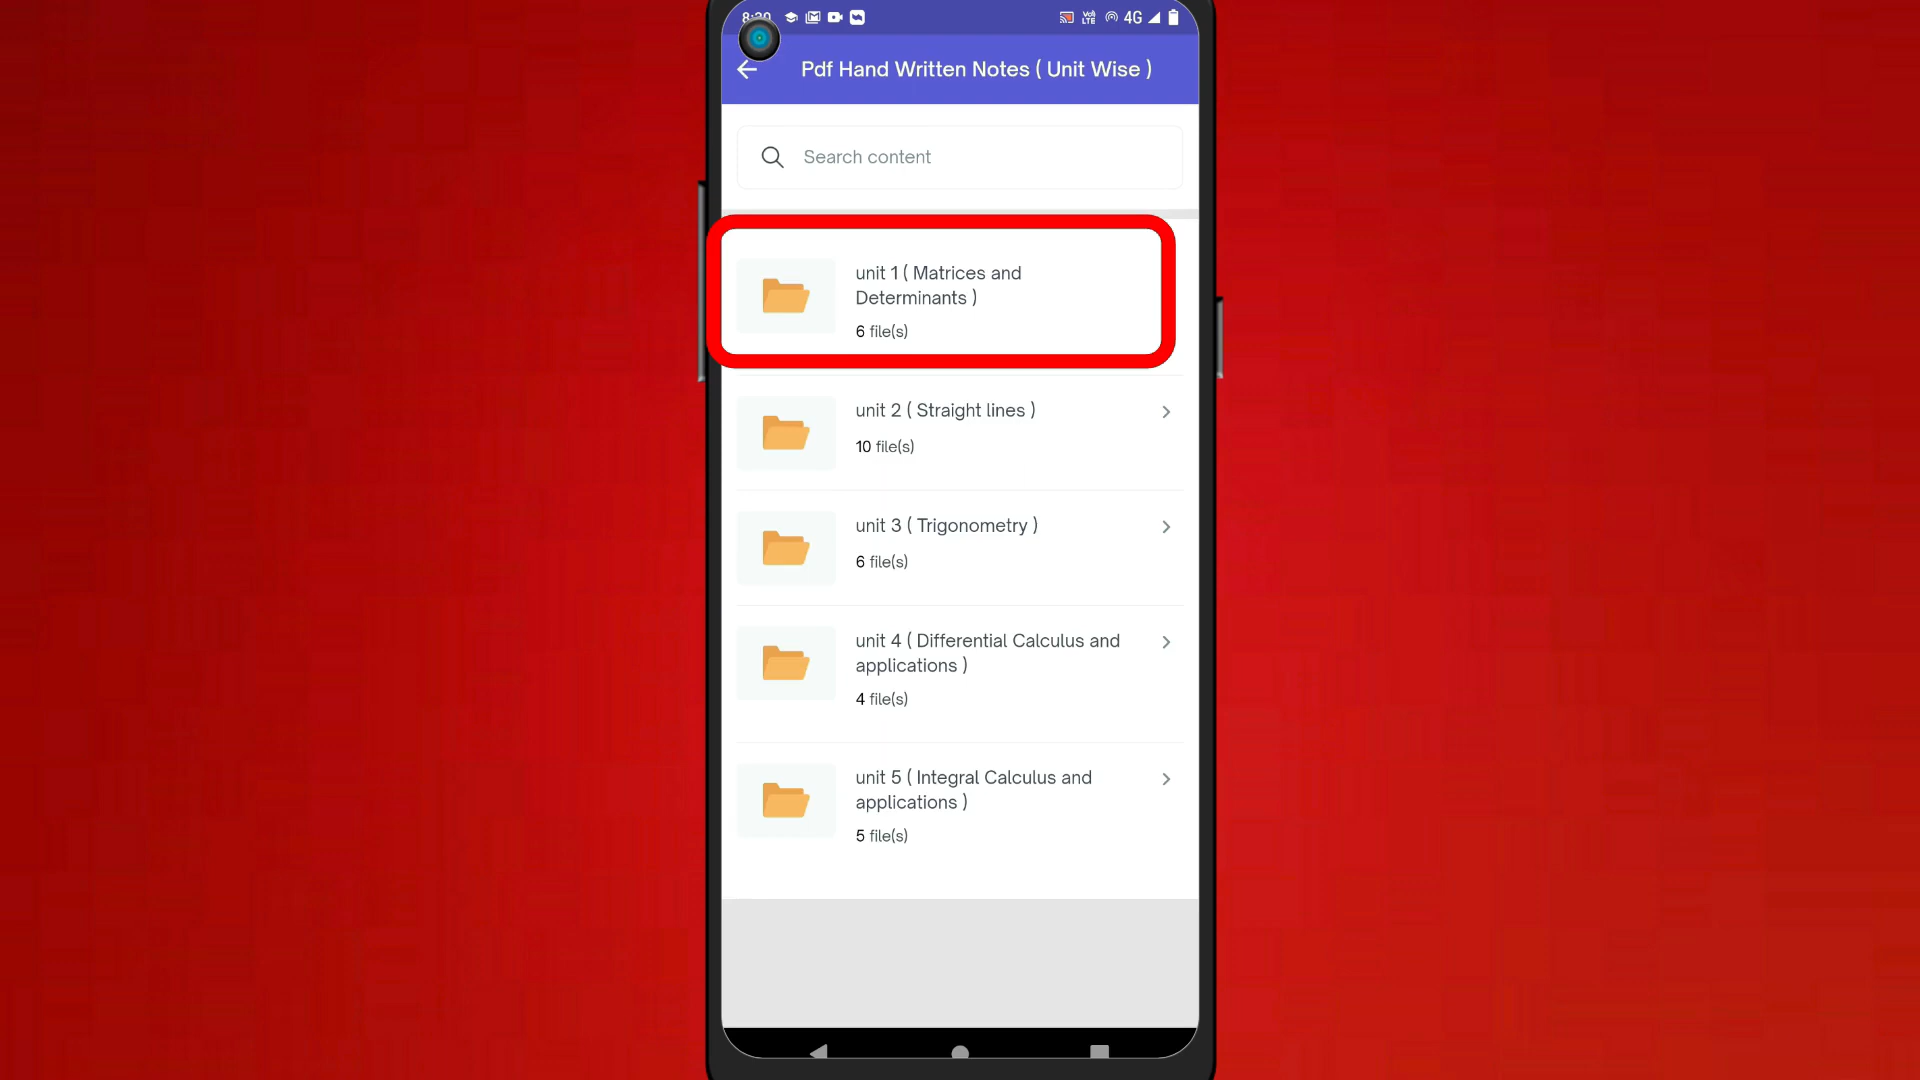 4G
Pdf Hand Written Notes ( Unit Wise )
Search content
unit 1 ( Matrices and
Determinants )
6 file(s)
unit 2 ( Straight lines )
10 file(s)
unit 3 ( Trigonometry )
6 file(s)
unit 4 ( Differential Calculus and
applications )
4 file(s)
unit 5 ( Integral Calculus and
applications )
5 file(s)